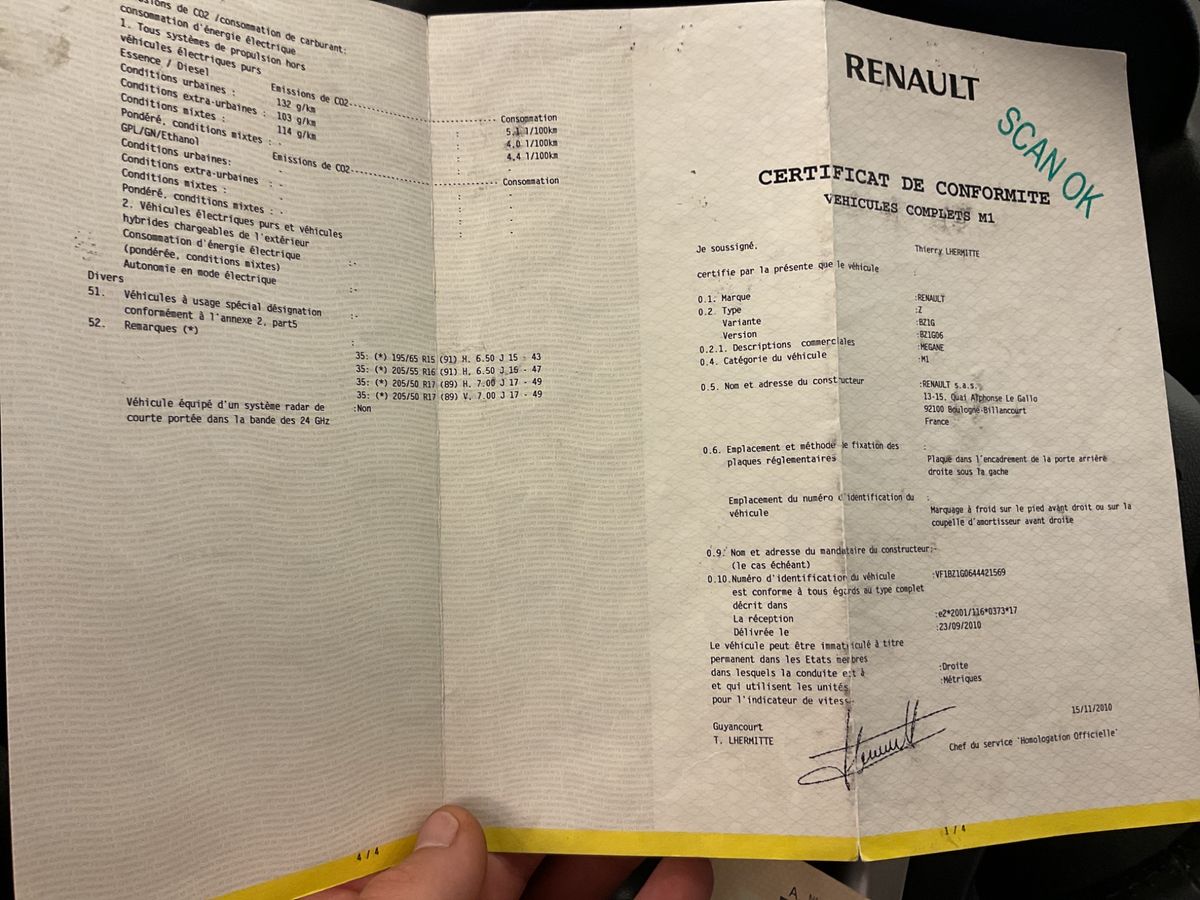 de CO2 /consommation de carburant:
consommation d'énergie électrique
1. Tous systèmes de propulsion hors
véhicules électriques purs
Essence / Diesel Emissions de CO2 Consommation
Conditions urbaines : 132 g/km : 5.1 l/100km
Conditions extra-urbaines : 103 g/km : 4.0 l/100km
Conditions mixtes : 114 g/km : 4.4 l/100km
Pondéré, conditions mixtes : -
GPL/GN/Ethanol Emissions de CO2 Consommation
Conditions urbaines: -
Conditions extra-urbaines : -
Conditions mixtes : -
Pondéré, conditions mixtes : -
2. Véhicules électriques purs et véhicules
hybrides chargeables de l'extérieur
Consommation d'énergie électrique
(pondérée, conditions mixtes) :-
Autonomie en mode électrique :-
Divers
51. Véhicules à usage spécial désignation
conformément à l'annexe 2, part5 :-
52. Remarques (*) :
35: (*) 195/65 R15 (91) H. 6.50 J 15 - 43
35: (*) 205/55 R16 (91) H. 6.50 J 16 - 47
35: (*) 205/50 R17 (89) H. 7.00 J 17 - 49
35: (*) 205/50 R17 (89) V. 7.00 J 17 - 49
Véhicule équipé d'un système radar de :Non
courte portée dans la bande des 24 GHz
4 / 4
RENAULT
SCAN OK
CERTIFICAT DE CONFORMITE
VEHICULES COMPLETS M1
Je soussigné. Thierry LHERMITTE
certifie par la présente que le véhicule :
0.1. Marque :RENAULT
0.2. Type :Z
Variante :BZ1G
Version :BZ1G06
0.2.1. Descriptions commerciales :MEGANE
0.4. Catégorie du véhicule :M1
0.5. Nom et adresse du constructeur :RENAULT s.a.s.
13-15. Quai Alphonse Le Gallo
92100 Boulogne-Billancourt
France
0.6. Emplacement et méthode de fixation des :
plaques réglementaires Plaque dans l'encadrement de la porte arrière
droite sous la gache
Emplacement du numéro d'identification du :
véhicule Marquage à froid sur le pied avant droit ou sur la
coupelle d'amortisseur avant droite
0.9. Nom et adresse du mandataire du constructeur:-
(le cas échéant)
0.10.Numéro d'identification du véhicule :VF1BZ1G0644421569
est conforme à tous égards au type complet
décrit dans
La réception :e2*2001/116*0373*17
Délivrée le :23/09/2010
Le véhicule peut être immatriculé à titre
permanent dans les Etats membres
dans lesquels la conduite est à :Droite
et qui utilisent les unités :Métriques
pour l'indicateur de vitesse
Guyancourt 15/11/2010
T. LHERMITTE Chef du service 'Homologation Officielle'
1 / 4